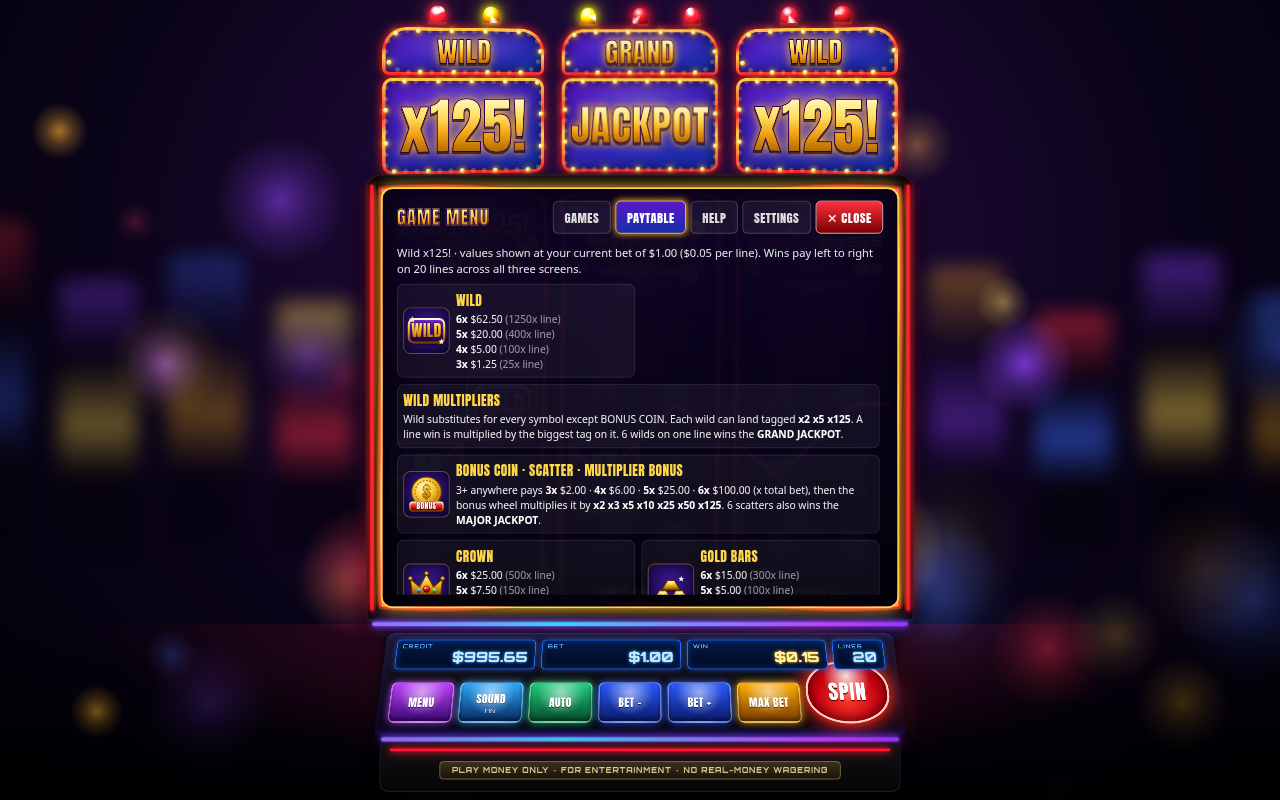 WILD
GRAND
WILD
x125!
JACKPOT
x125!
GAME MENU
GAMES
PAYTABLE
HELP
SETTINGS
✕ CLOSE
Wild x125! · values shown at your current bet of $1.00 ($0.05 per line). Wins pay left to right
on 20 lines across all three screens.
WILD
WILD
6x $62.50 (1250x line)
5x $20.00 (400x line)
4x $5.00 (100x line)
3x $1.25 (25x line)
WILD MULTIPLIERS
Wild substitutes for every symbol except BONUS COIN. Each wild can land tagged x2 x5 x125. A
line win is multiplied by the biggest tag on it. 6 wilds on one line wins the GRAND JACKPOT.
BONUS
BONUS COIN · SCATTER · MULTIPLIER BONUS
3+ anywhere pays 3x $2.00 · 4x $6.00 · 5x $25.00 · 6x $100.00 (x total bet), then the
bonus wheel multiplies it by x2 x3 x5 x10 x25 x50 x125. 6 scatters also wins the
MAJOR JACKPOT.
CROWN
6x $25.00 (500x line)
5x $7.50 (150x line)
GOLD BARS
6x $15.00 (300x line)
5x $5.00 (100x line)
CREDIT
$995.65
BET
$1.00
WIN
$0.15
LINES
20
MENU
SOUND
ON
AUTO
BET -
BET +
MAX BET
SPIN
PLAY MONEY ONLY · FOR ENTERTAINMENT · NO REAL-MONEY WAGERING